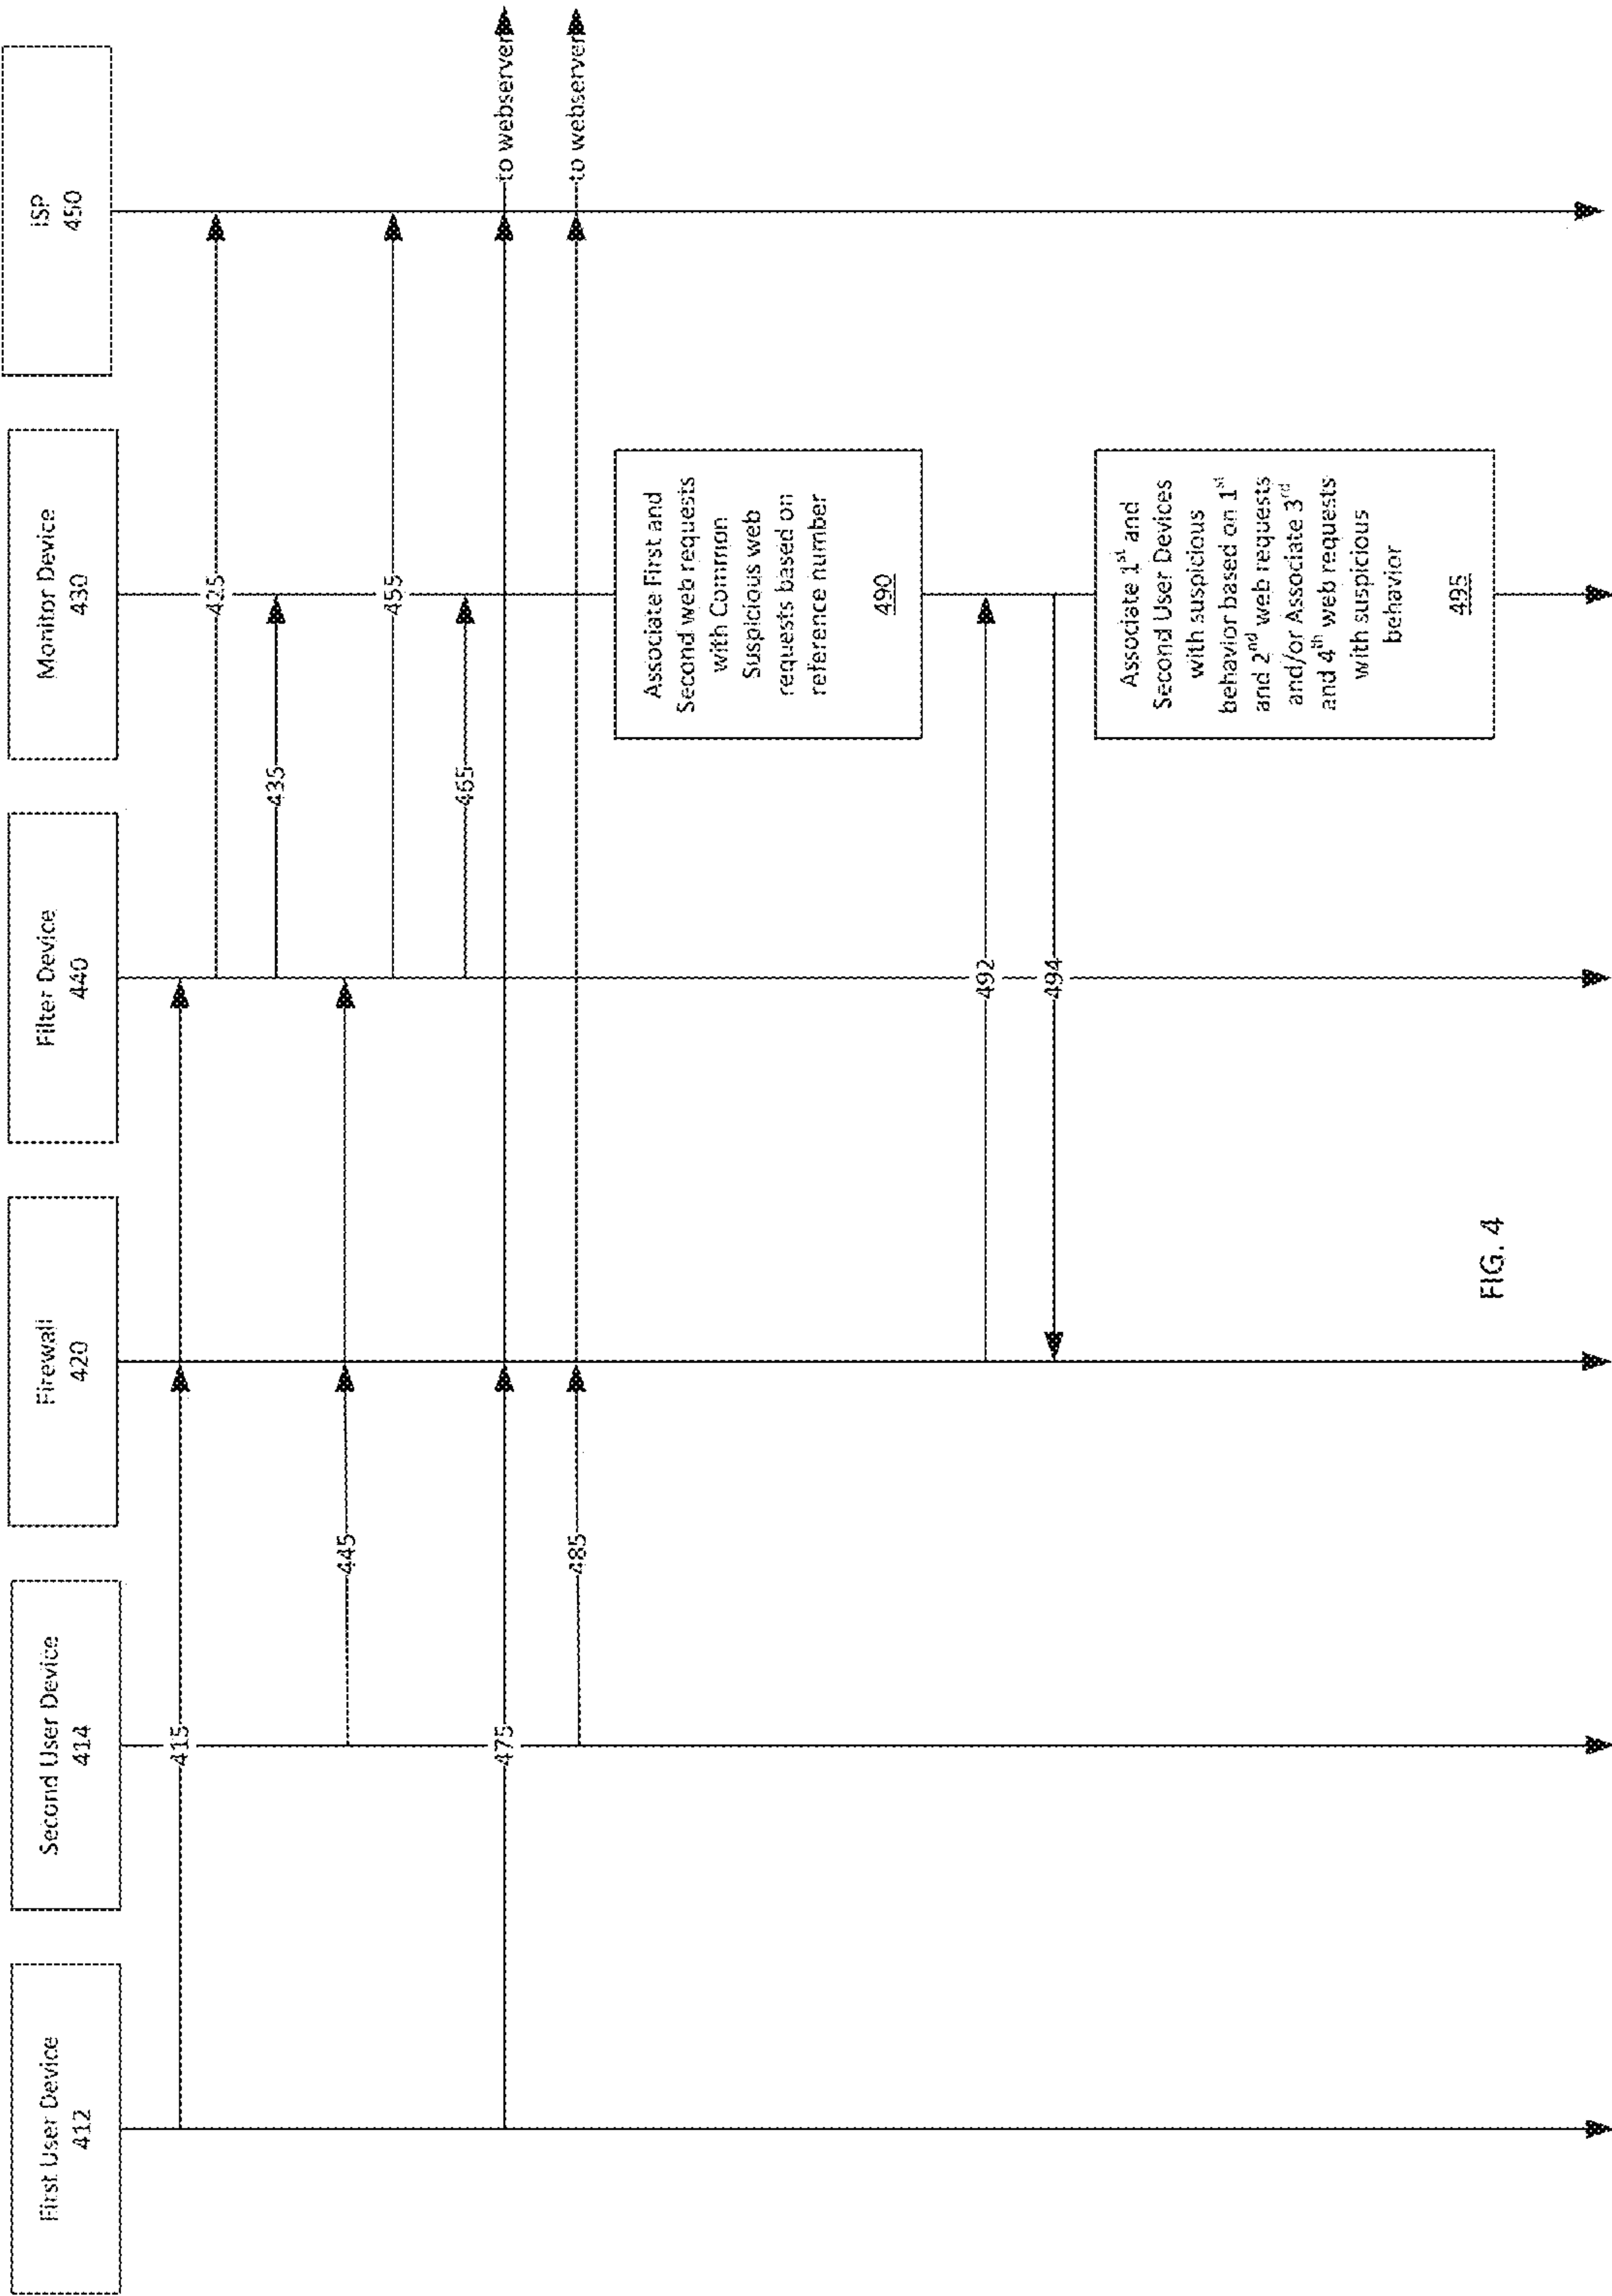 First User Device
412
Second User Device
414
Firewall
420
Filter Device
440
Monitor Device
430
ISP
450
415
425
435
445
455
465
475
to webserver
485
to webserver
Associate First and
Second web requests
with Common
Suspicious web
requests based on
reference number
490
492
494
Associate 1st and
Second User Devices
with suspicious
behavior based on 1st
and 2nd web requests
and/or Associate 3rd
and 4th web requests
with suspicious
behavior
495
FIG. 4